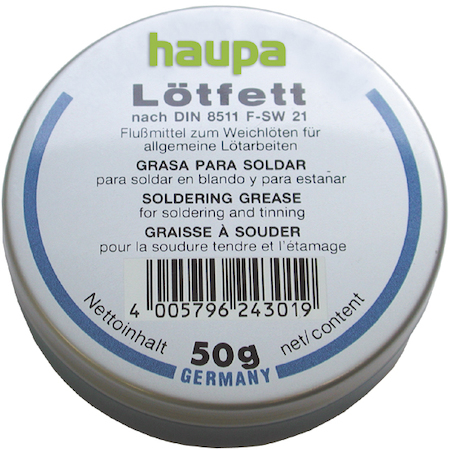 haupa
Lötfett
nach DIN 8511 F-SW 21
Flußmittel zum Weichlöten für
allgemeine Lötarbeiten
GRASA PARA SOLDAR
para soldar en blando y para estañar
SOLDERING GREASE
for soldering and tinning
GRAISSE À SOUDER
pour la soudure tendre et l'étamage
4 005796 243019
Nettoinhalt 50g net/content
GERMANY